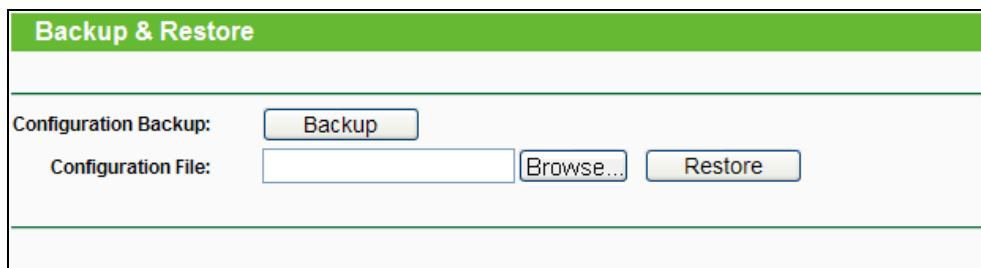 Backup & Restore
Configuration Backup: Backup
Configuration File: Browse... Restore